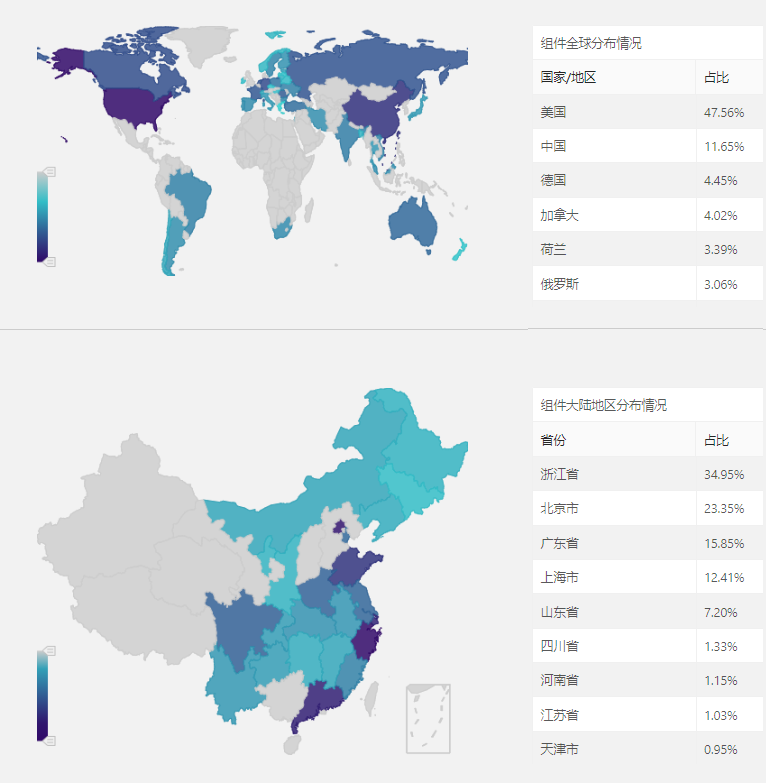 组件全球分布情况
国家/地区 占比
美国 47.56%
中国 11.65%
德国 4.45%
加拿大 4.02%
荷兰 3.39%
俄罗斯 3.06%
组件大陆地区分布情况
省份 占比
浙江省 34.95%
北京市 23.35%
广东省 15.85%
上海市 12.41%
山东省 7.20%
四川省 1.33%
河南省 1.15%
江苏省 1.03%
天津市 0.95%